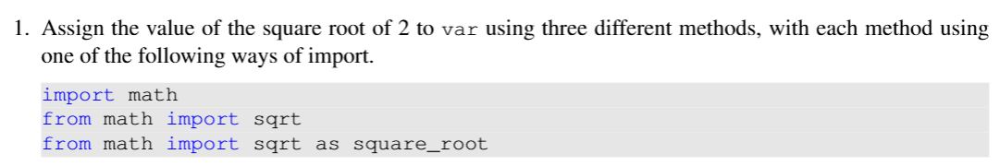 1. Assign the value of the square root of 2 to var using three different methods, with each method using
one of the following ways of import.
import math
from math import sqrt
from math import sqrt as square_root